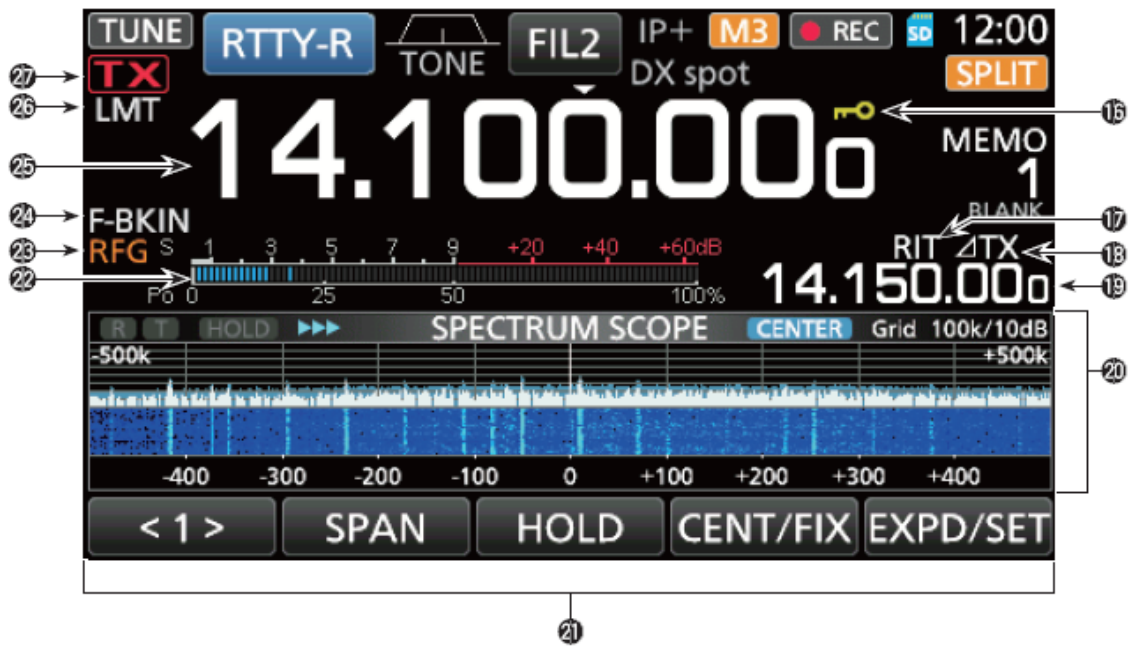 TUNE RTTY-R TONE FIL2 IP+ M3 REC SD 12:00
㉗ TX DX spot SPLIT
㉖ LMT ⑯
㉕ 14.100.000 MEMO
1
㉔ F-BKIN BLANK ⑰
㉓ RFG S 1 3 5 7 9 +20 +40 +60dB RIT ⊿TX ⑱
㉒ 14.150.000 ⑲
Po 0 25 50 100%
R T HOLD SPECTRUM SCOPE CENTER Grid 100k/10dB
-500k +500k
⑳
-400 -300 -200 -100 0 +100 +200 +300 +400
< 1 > SPAN HOLD CENT/FIX EXPD/SET
㉑